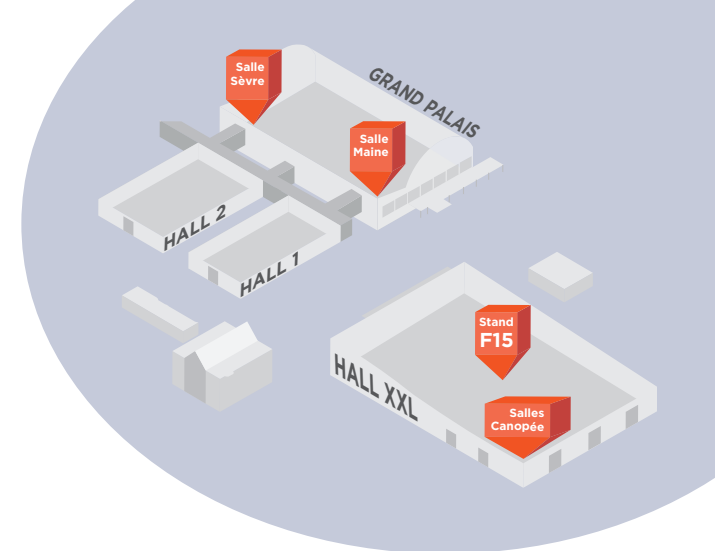 Salle
Sèvre
GRAND PALAIS
Salle
Maine
HALL 2
HALL 1
Stand
F15
HALL XXL
Salles
Canopée